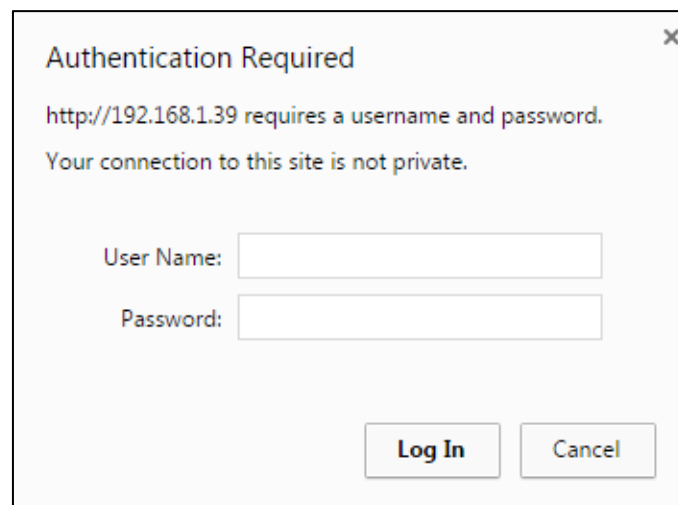 Authentication Required
http://192.168.1.39 requires a username and password.
Your connection to this site is not private.
User Name:
Password:
Log In
Cancel